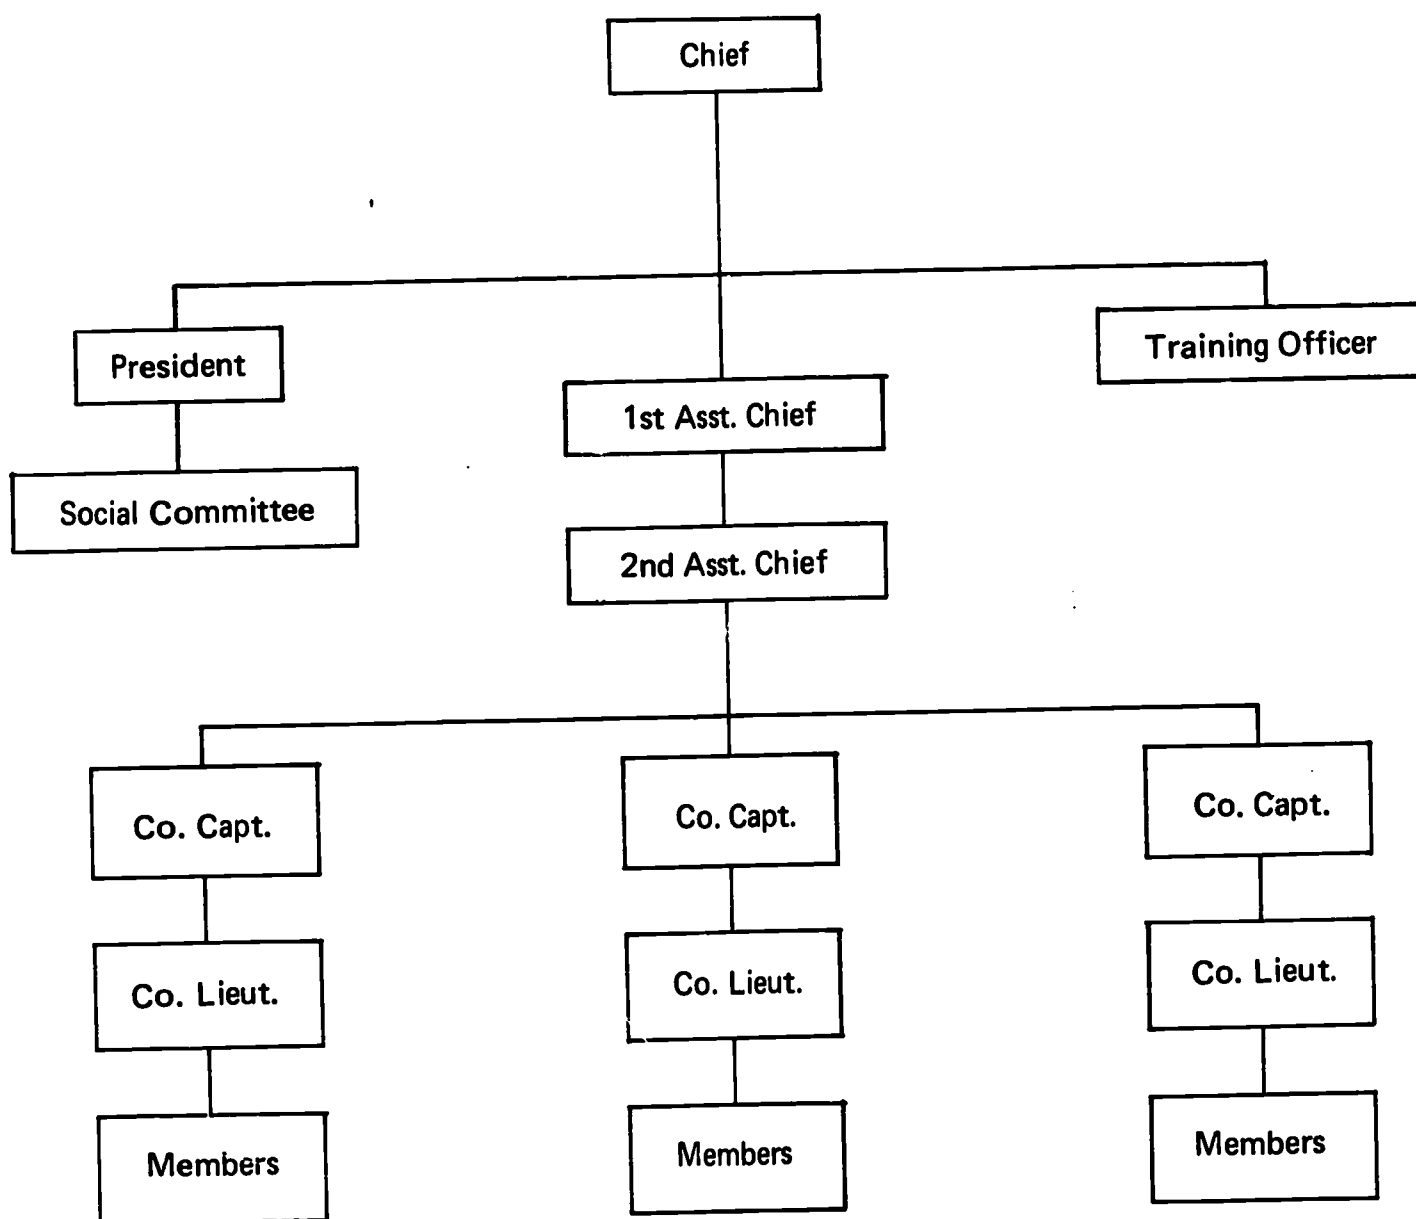 Chief
President
Training Officer
1st Asst. Chief
Social Committee
2nd Asst. Chief
Co. Capt.
Co. Capt.
Co. Capt.
Co. Lieut.
Co. Lieut.
Co. Lieut.
Members
Members
Members